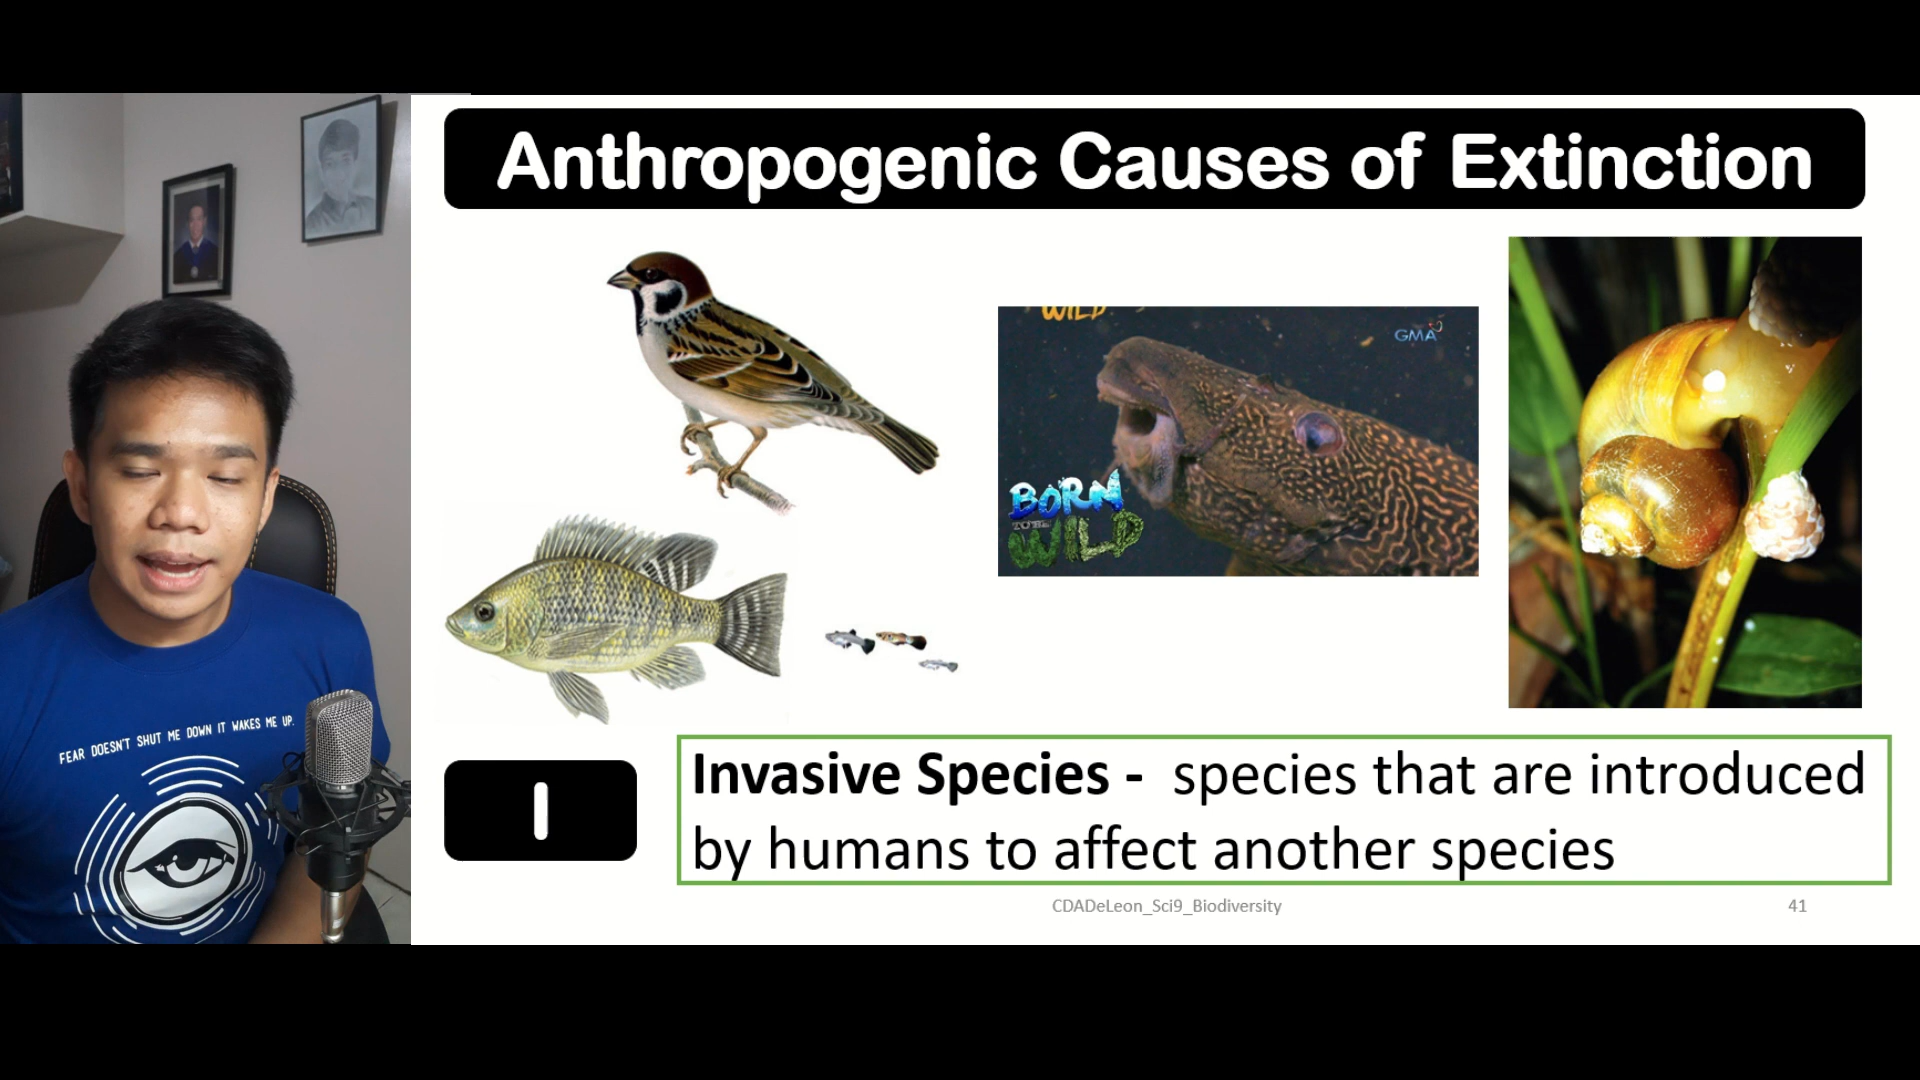 Anthropogenic Causes of Extinction
WILD
GMA
BORN
TO BE
WILD
FEAR DOESN'T SHUT ME DOWN IT WAKES ME UP.
I
Invasive Species - species that are introduced
by humans to affect another species
CDADeLeon_Sci9_Biodiversity
41